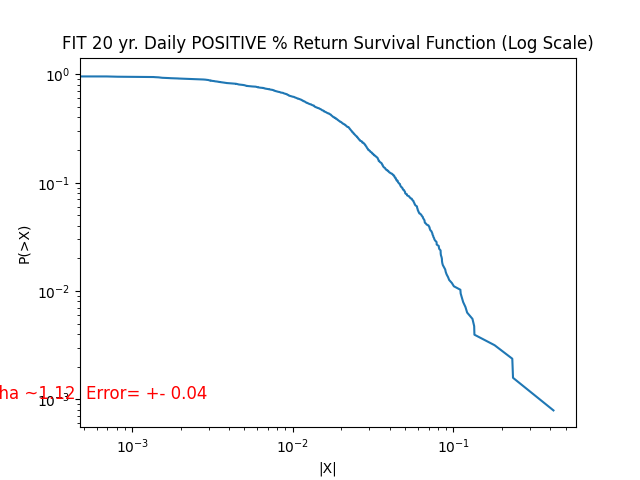 FIT 20 yr. Daily POSITIVE % Return Survival Function (Log Scale)
10⁰
10⁻¹
10⁻²
10⁻³
P(>X)
ha ~1.12 Error= +- 0.04
10⁻³ 10⁻² 10⁻¹
|X|